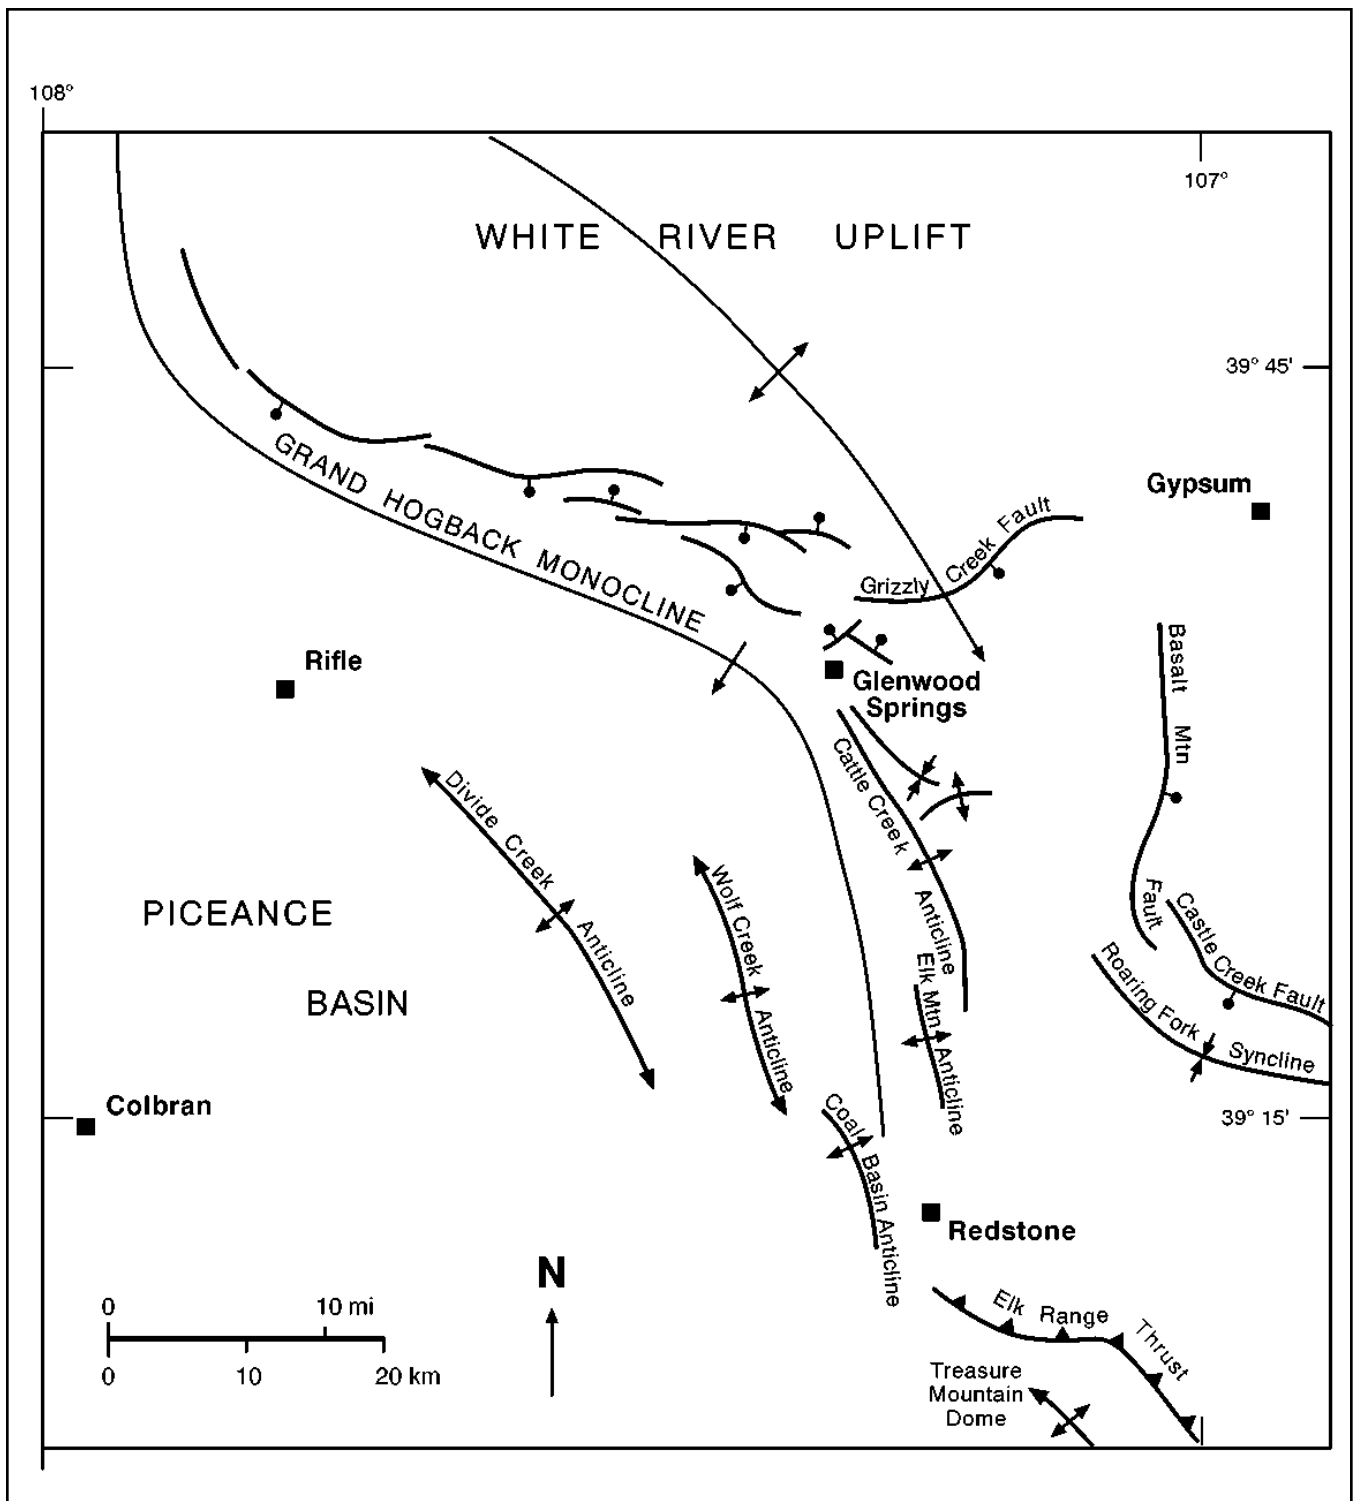 108°
107°
WHITE RIVER UPLIFT
39° 45'
GRAND HOGBACK MONOCLINE
Gypsum
Grizzly Creek Fault
Rifle
Glenwood
Springs
Basalt Mtn Fault
Cattle Creek Anticline
Divide Creek Anticline
Wolf Creek Anticline
PICEANCE
BASIN
Elk Mtn Anticline
Castle Creek Fault
Roaring Fork Syncline
Colbran
39° 15'
Coal Basin Anticline
Redstone
N
0 10 mi
0 10 20 km
Elk Range Thrust
Treasure
Mountain
Dome